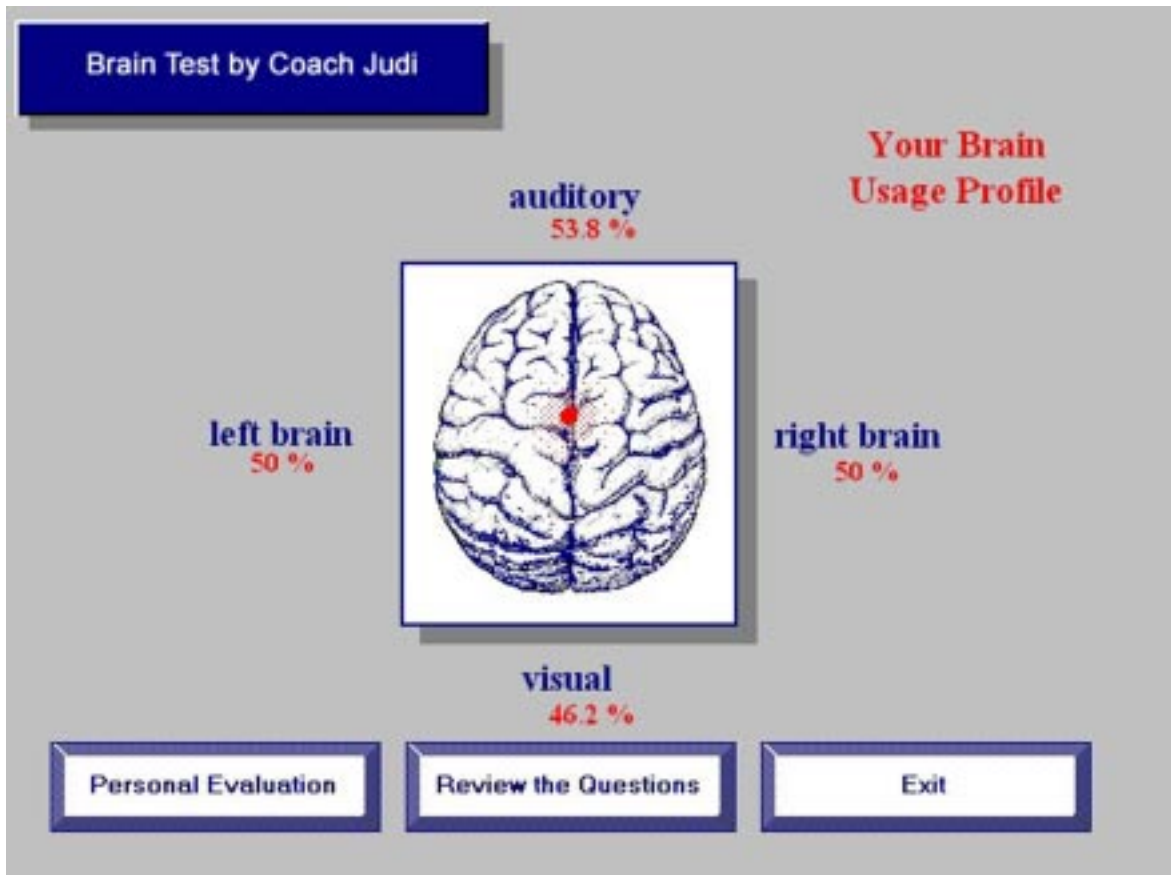 Brain Test by Coach Judi
Your Brain
Usage Profile
auditory
53.8 %
left brain
50 %
right brain
50 %
visual
46.2 %
Personal Evaluation
Review the Questions
Exit